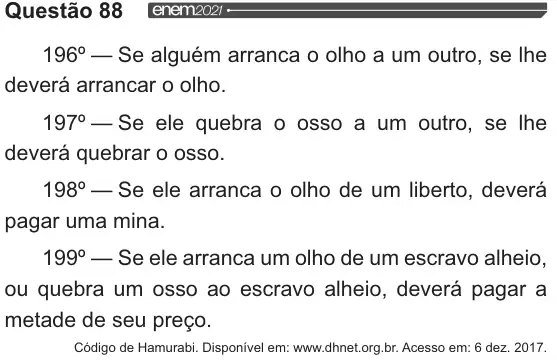 Questão 88 enem2021
196º — Se alguém arranca o olho a um outro, se lhe
deverá arrancar o olho.
197º — Se ele quebra o osso a um outro, se lhe
deverá quebrar o osso.
198º — Se ele arranca o olho de um liberto, deverá
pagar uma mina.
199º — Se ele arranca um olho de um escravo alheio,
ou quebra um osso ao escravo alheio, deverá pagar a
metade de seu preço.
Código de Hamurabi. Disponível em: www.dhnet.org.br. Acesso em: 6 dez. 2017.